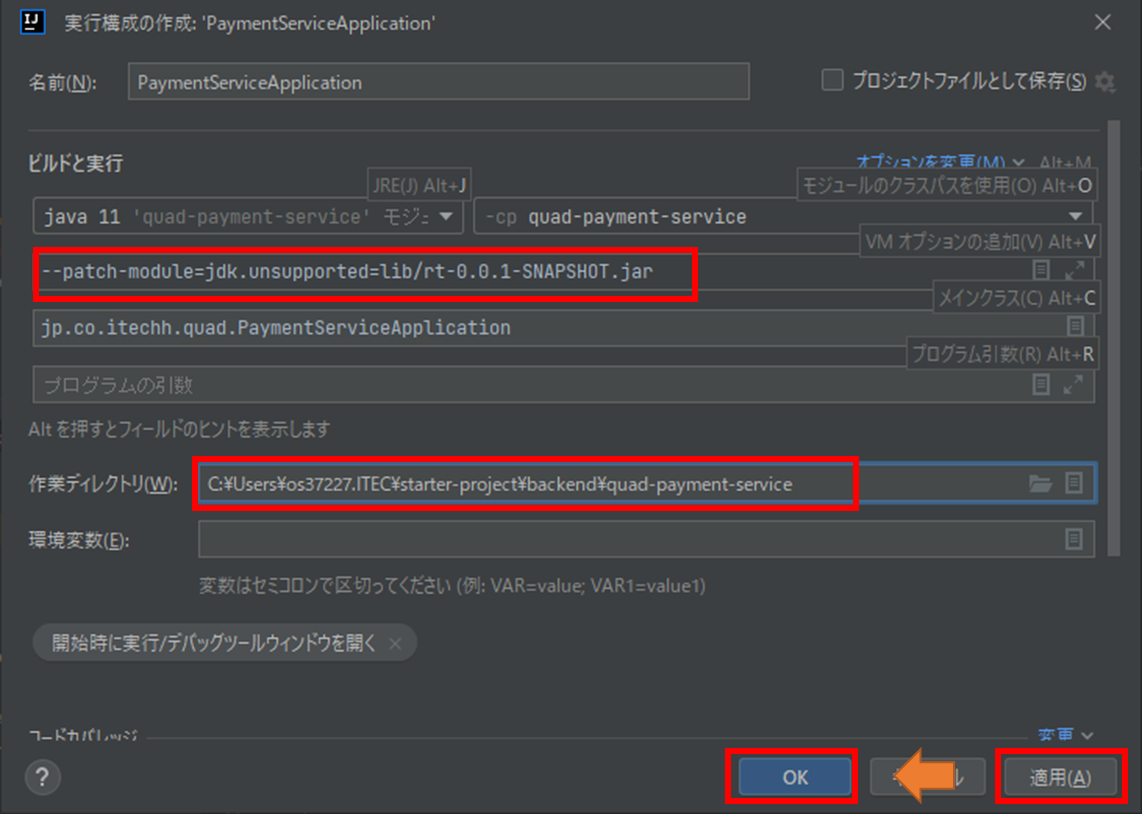 実行構成の作成: 'PaymentServiceApplication'
名前(N): PaymentServiceApplication プロジェクトファイルとして保存(S)
ビルドと実行 オプションを変更(M) Alt+M
JRE(J) Alt+J モジュールのクラスパスを使用(O) Alt+O
java 11 'quad-payment-service' モジ -cp quad-payment-service
VM オプションの追加(V) Alt+V
--patch-module=jdk.unsupported=lib/rt-0.0.1-SNAPSHOT.jar
メインクラス(C) Alt+C
jp.co.itechh.quad.PaymentServiceApplication
プログラム引数(R) Alt+R
プログラムの引数
Alt を押すとフィールドのヒントを表示します
作業ディレクトリ(W): C:¥Users¥os37227.ITEC¥starter-project¥backend¥quad-payment-service
環境変数(E):
変数はセミコロンで区切ってください (例: VAR=value; VAR1=value1)
開始時に実行/デバッグツールウィンドウを開く ×
コードカバレッジ 変更
? OK 適用(A)